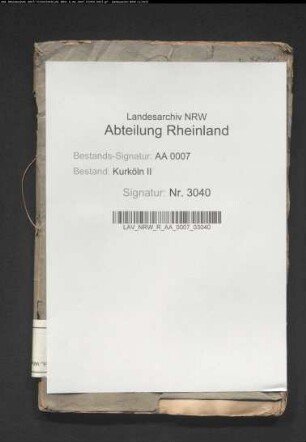 Landesarchiv NRW
Abteilung Rheinland
Bestands-Signatur: AA 0007
Bestand: Kurköln II
Signatur: Nr. 3040
LAV_NRW_R_AA_0007_03040